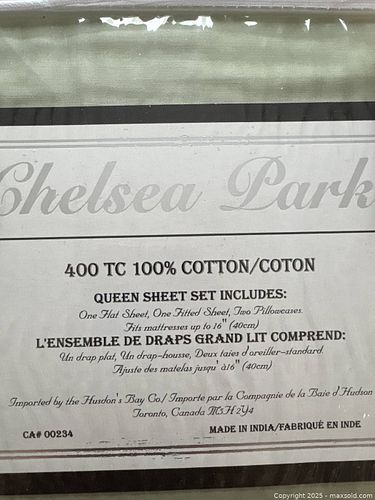 Chelsea Park
400 TC 100% COTTON/COTON
QUEEN SHEET SET INCLUDES:
One Flat Sheet, One Fitted Sheet, Two Pillowcases.
Fits mattresses up to 16" (40cm)
L'ENSEMBLE DE DRAPS GRAND LIT COMPREND:
Un drap plat, Un drap-housse, Deux taies d'oreiller-standard.
Ajuste des matelas jusqu' à16" (40cm)
Imported by the Husdon's Bay Co/ Importe par la Compagnie de la Baie d'Hudson
Toronto, Canada M5H 2Y4
CA# 00234
MADE IN INDIA/FABRIQUÉ EN INDE
Copyright 2025 - maxsold.com